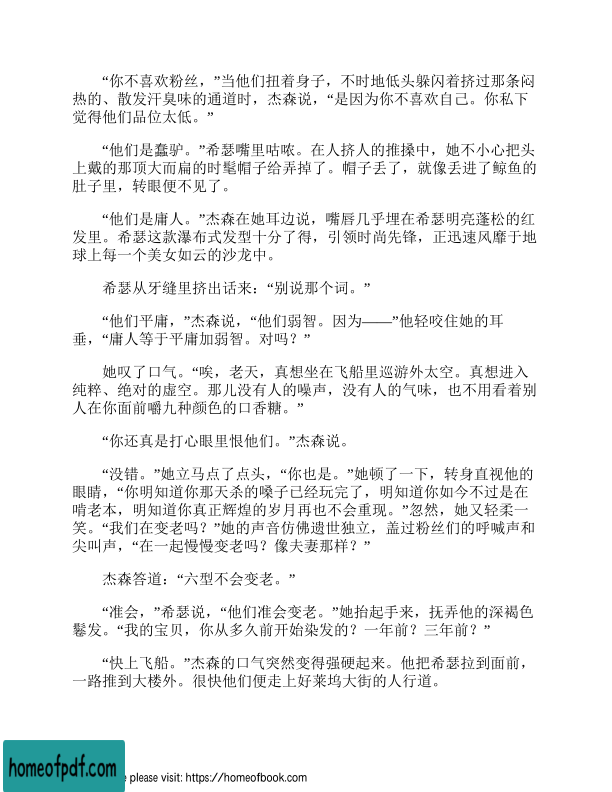 “你不喜欢粉丝，”当他们扭着身子，不时地低头躲闪着挤过那条闷
热的、散发汗臭味的通道时，杰森说，“是因为你不喜欢自己。你私下
觉得他们品位太低。”
“他们是蠢驴。”希瑟嘴里咕哝。在人挤人的推搡中，她不小心把头
上戴的那顶大而扁的时髦帽子给弄掉了。帽子丢了，就像丢进了鲸鱼的
肚子里，转眼便不见了。
“他们是庸人。”杰森在她耳边说，嘴唇几乎埋在希瑟明亮蓬松的红
发里。希瑟这款瀑布式发型十分了得，引领时尚先锋，正迅速风靡于地
球上每一个美女如云的沙龙中。
希瑟从牙缝里挤出话来：“别说那个词。”
“他们平庸，”杰森说，“他们弱智。因为——”他轻咬住她的耳
垂，“庸人等于平庸加弱智。对吗？”
她叹了口气。“唉，老天，真想坐在飞船里巡游外太空。真想进入
纯粹、绝对的虚空。那儿没有人的噪声，没有人的气味，也不用看着别
人在你面前嚼九种颜色的口香糖。”
“你还真是打心眼里恨他们。”杰森说。
“没错。”她立马点了点头，“你也是。”她顿了一下，转身直视他的
眼睛，“你明知道你那天杀的嗓子已经玩完了，明知道你如今不过是在
啃老本，明知道你真正辉煌的岁月再也不会重现。”忽然，她又轻柔一
笑。“我们在变老吗？”她的声音仿佛遗世独立，盖过粉丝们的呼喊声和
尖叫声，“在一起慢慢变老吗？像夫妻那样？”
杰森答道：“六型不会变老。”
“准会，”希瑟说，“他们准会变老。”她抬起手来，抚弄他的深褐色
鬈发。“我的宝贝，你从多久前开始染发的？一年前？三年前？”
“快上飞船。”杰森的口气突然变得强硬起来。他把希瑟拉到面前，
一路推到大楼外。很快他们便走上好莱坞大街的人行道。
homeofpdf.com
e please visit: https://homeofbook.com